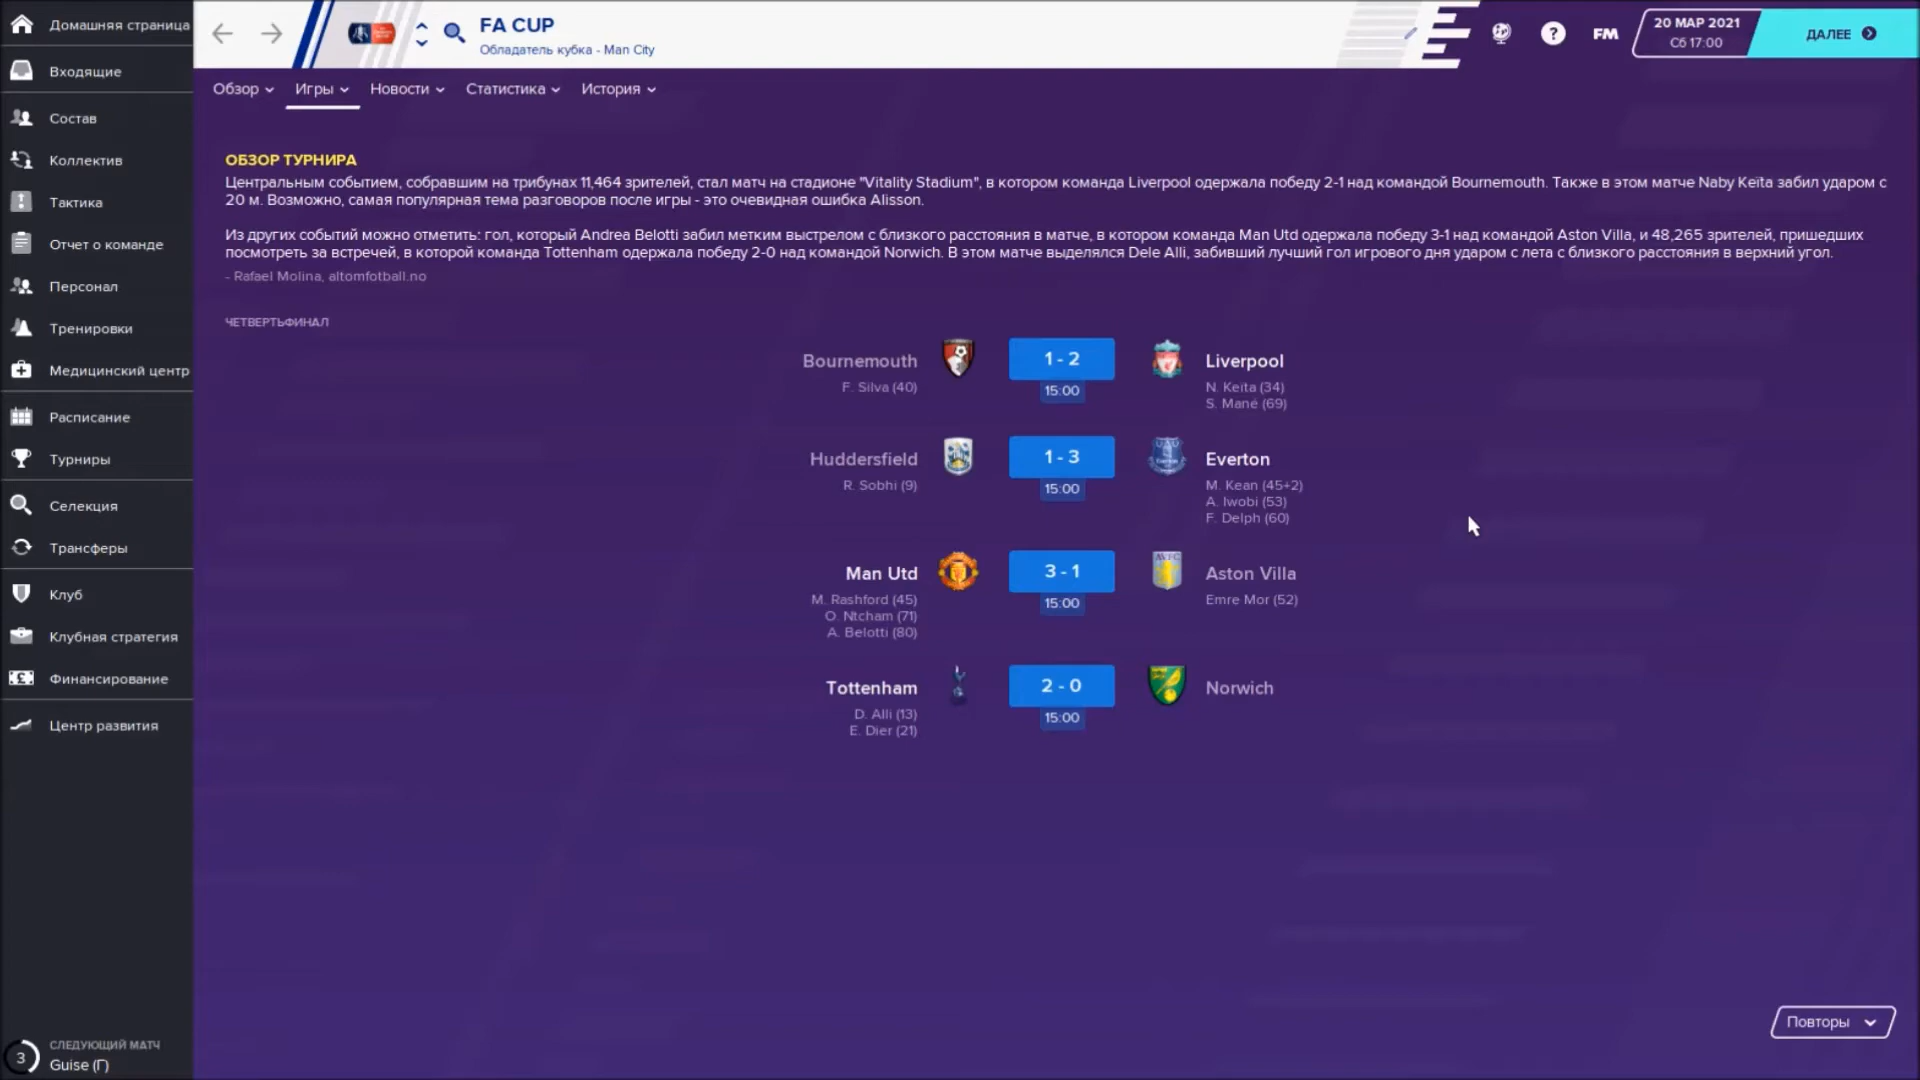 Домашняя страница
Входящие
Состав
Коллектив
Тактика
Отчет о команде
Персонал
Тренировки
Медицинский центр
Расписание
Турниры
Селекция
Трансферы
Клуб
Клубная стратегия
Финансирование
Центр развития
3
СЛЕДУЮЩИЙ МАТЧ
Guise (Г)
FA CUP
Обладатель кубка - Man City
?
FM
20 МАР 2021
Сб 17:00
ДАЛЕЕ
Обзор
Игры
Новости
Статистика
История
ОБЗОР ТУРНИРА
Центральным событием, собравшим на трибунах 11,464 зрителей, стал матч на стадионе "Vitality Stadium", в котором команда Liverpool одержала победу 2-1 над командой Bournemouth. Также в этом матче Naby Keïta забил ударом с
20 м. Возможно, самая популярная тема разговоров после игры - это очевидная ошибка Alisson.
Из других событий можно отметить: гол, который Andrea Belotti забил метким выстрелом с близкого расстояния в матче, в котором команда Man Utd одержала победу 3-1 над командой Aston Villa, и 48,265 зрителей, пришедших
посмотреть за встречей, в которой команда Tottenham одержала победу 2-0 над командой Norwich. В этом матче выделялся Dele Alli, забивший лучший гол игрового дня ударом с лета с близкого расстояния в верхний угол.
- Rafael Molina, altomfotball.no
ЧЕТВЕРТЬФИНАЛ
Bournemouth
1 - 2
Liverpool
F. Silva (40)
15:00
N. Keïta (34)
S. Mané (69)
Huddersfield
1 - 3
Everton
R. Sobhi (9)
15:00
M. Kean (45+2)
A. Iwobi (53)
F. Delph (60)
Man Utd
3 - 1
Aston Villa
M. Rashford (45)
15:00
Emre Mor (52)
O. Ntcham (71)
A. Belotti (80)
Tottenham
2 - 0
Norwich
D. Alli (13)
15:00
E. Dier (21)
Повторы